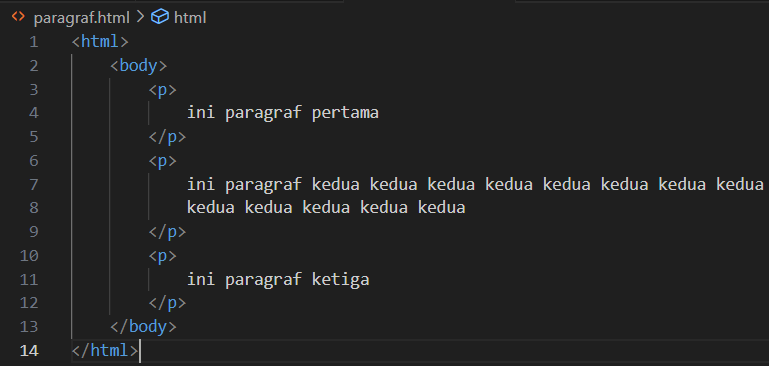 paragraf.html > html
1 <html>
2 <body>
3 <p>
4 ini paragraf pertama
5 </p>
6 <p>
7 ini paragraf kedua kedua kedua kedua kedua kedua kedua kedua
8 kedua kedua kedua kedua kedua
9 </p>
10 <p>
11 ini paragraf ketiga
12 </p>
13 </body>
14 </html>